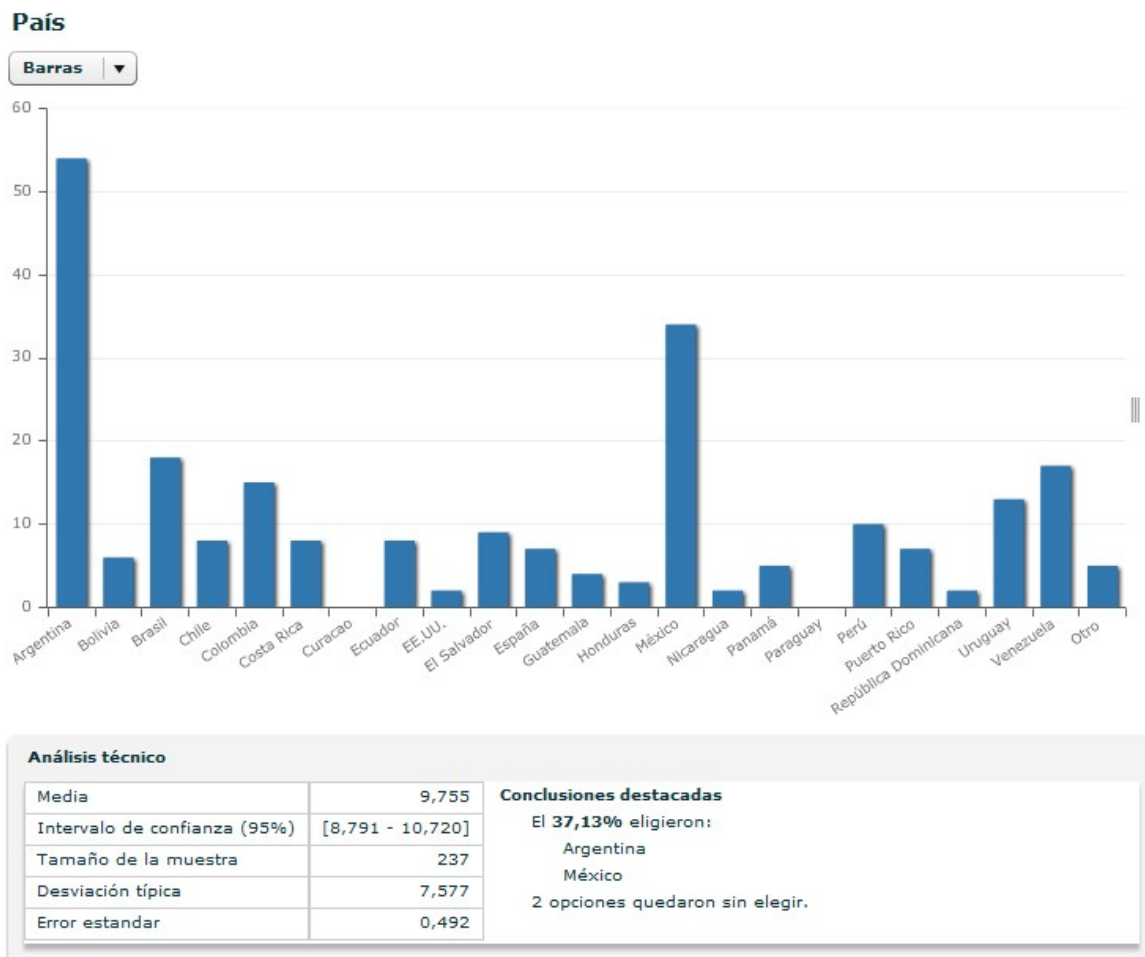 País
Barras
60
50
40
30
20
10
0
Argentina
Bolivia
Brasil
Chile
Colombia
Costa Rica
Curacao
Ecuador
EE.UU.
El Salvador
España
Guatemala
Honduras
México
Nicaragua
Panamá
Paraguay
Perú
Puerto Rico
República Dominicana
Uruguay
Venezuela
Otro
Análisis técnico
Media 9,755
Intervalo de confianza (95%) [8,791 - 10,720]
Tamaño de la muestra 237
Desviación típica 7,577
Error estandar 0,492
Conclusiones destacadas
El 37,13% eligieron:
Argentina
México
2 opciones quedaron sin elegir.